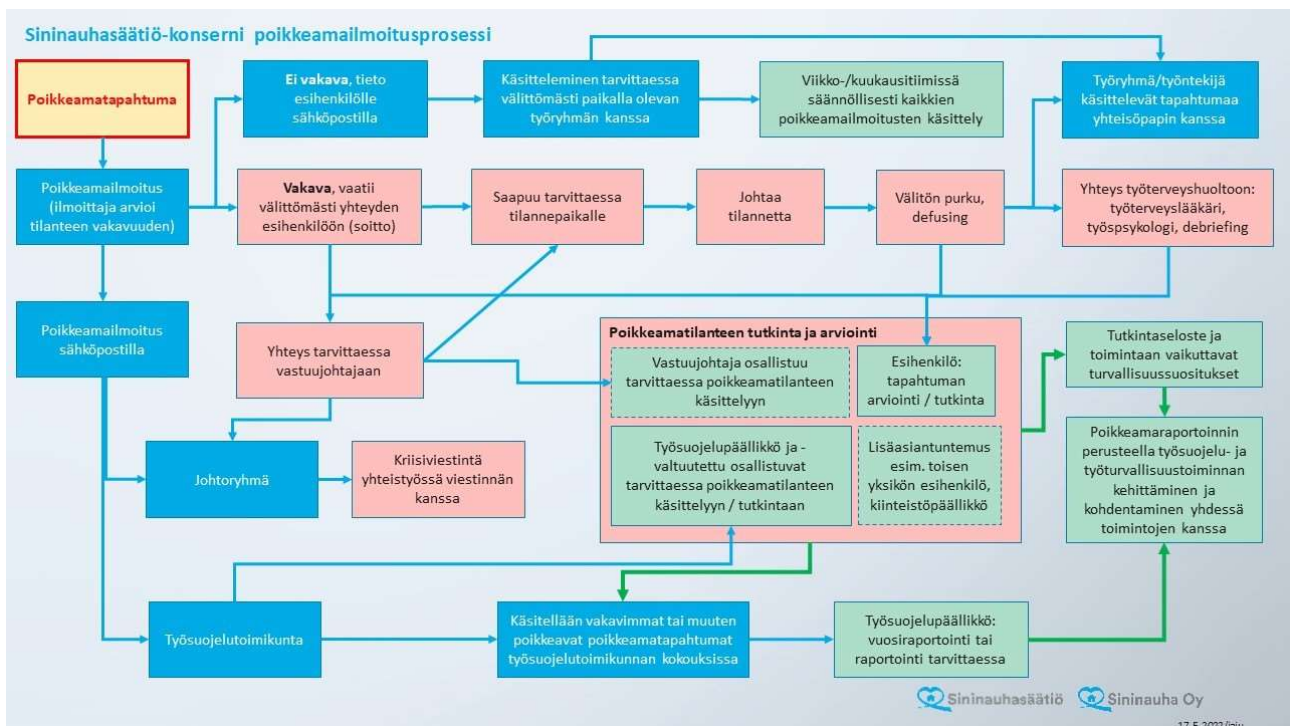 Sininauhasäätiö-konserni poikkeamailmoitusprosessi
Poikkeamatapahtuma
Ei vakava, tieto
esihenkilölle
sähköpostilla
Käsitteleminen tarvittaessa
välittömästi paikalla olevan
työryhmän kanssa
Viikko-/kuukausitiimissä
säännöllisesti kaikkien
poikkeamailmoitusten käsittely
Työryhmä/työntekijä
käsittelevät tapahtumaa
yhteisöpapin kanssa
Poikkeamailmoitus
(ilmoittaja arvioi
tilanteen vakavuuden)
Vakava, vaatii
välittömästi yhteyden
esihenkilöön (soitto)
Saapuu tarvittaessa
tilannepaikalle
Johtaa
tilannetta
Välitön purku,
defusing
Yhteys työterveyshuoltoon:
työterveyslääkäri,
työspsykologi, debriefing
Poikkeamailmoitus
sähköpostilla
Yhteys tarvittaessa
vastuujohtajaan
Poikkeamatilanteen tutkinta ja arviointi
Vastuujohtaja osallistuu
tarvittaessa poikkeamatilanteen
käsittelyyn
Esihenkilö:
tapahtuman
arviointi / tutkinta
Tutkintaseloste ja
toimintaan vaikuttavat
turvallisuussuositukset
Johtoryhmä
Kriisiviestintä
yhteistyössä viestinnän
kanssa
Työsuojelupäällikkö ja -
valtuutettu osallistuvat
tarvittaessa poikkeamatilanteen
käsittelyyn / tutkintaan
Lisäasiantuntemus
esim. toisen
yksikön esihenkilö,
kiinteistöpäällikkö
Poikkeamaraportoinnin
perusteella työsuojelu- ja
työturvallisuustoiminnan
kehittäminen ja
kohdentaminen yhdessä
toimintojen kanssa
Työsuojelutoimikunta
Käsitellään vakavimmat tai muuten
poikkeavat poikkeamatapahtumat
työsuojelutoimikunnan kokouksissa
Työsuojelupäällikkö:
vuosiraportointi tai
raportointi tarvittaessa
Sininauhasäätiö
Sininauha Oy